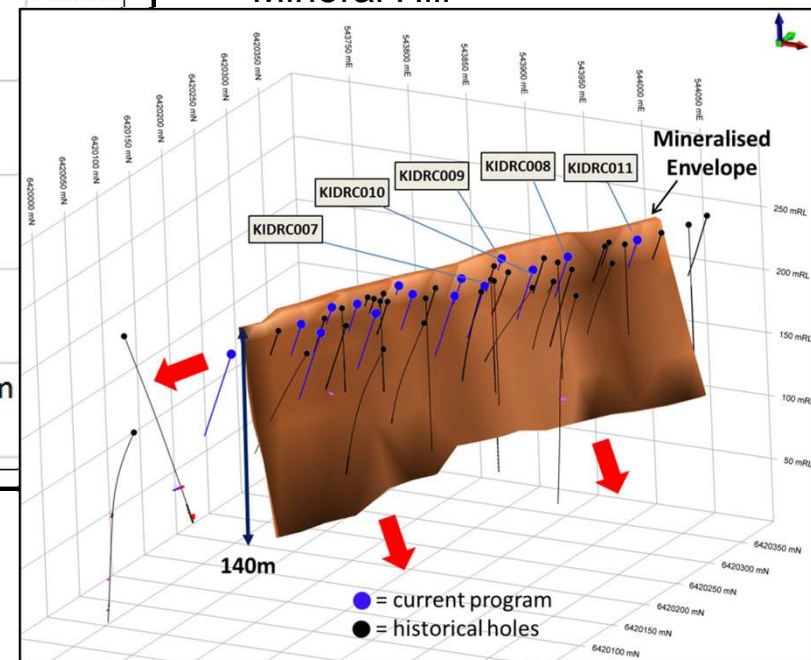 6420350 mN
6420300 mN
6420250 mN
6420200 mN
6420150 mN
6420100 mN
6420050 mN
6420000 mN
543750 mE
543800 mE
543850 mE
543900 mE
543950 mE
544000 mE
544050 mE
Mineralised
Envelope
KIDRC011
KIDRC008
KIDRC009
KIDRC010
KIDRC007
250 mRL
200 mRL
150 mRL
100 mRL
50 mRL
m
140m
6420350 mN
6420300 mN
6420250 mN
6420200 mN
6420150 mN
6420100 mN
= current program
= historical holes